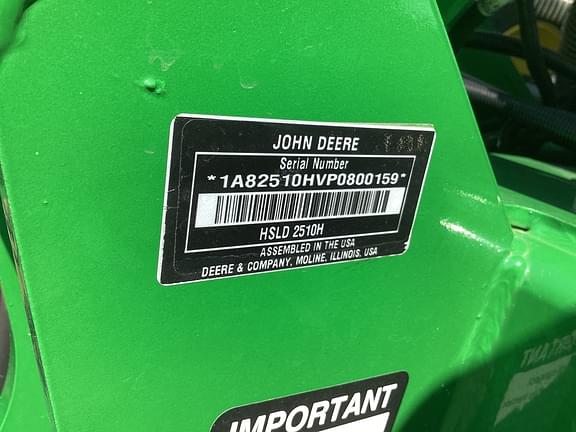 JOHN DEERE
Serial Number
*1A82510HVP0800159*
HSLD 2510H
ASSEMBLED IN THE USA
DEERE & COMPANY, MOLINE, ILLINOIS, USA
IMPORTANT